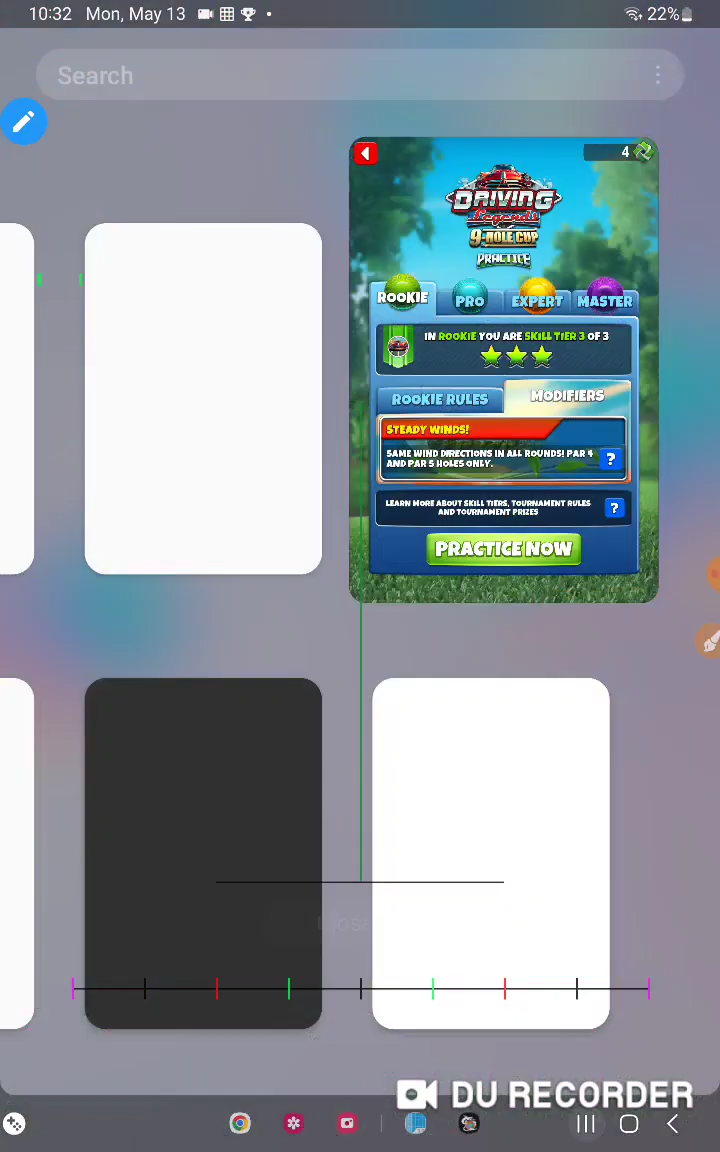 10:32 Mon, May 13
22%
Search
4
DRIVING
Legends
9-HOLE CUP
PRACTICE
ROOKIE
PRO
EXPERT
MASTER
IN ROOKIE YOU ARE SKILL TIER 3 OF 3
ROOKIE RULES
MODIFIERS
STEADY WINDS!
SAME WIND DIRECTIONS IN ALL ROUNDS! PAR 4
AND PAR 5 HOLES ONLY.
?
LEARN MORE ABOUT SKILL TIERS, TOURNAMENT RULES
AND TOURNAMENT PRIZES
?
PRACTICE NOW
DU RECORDER